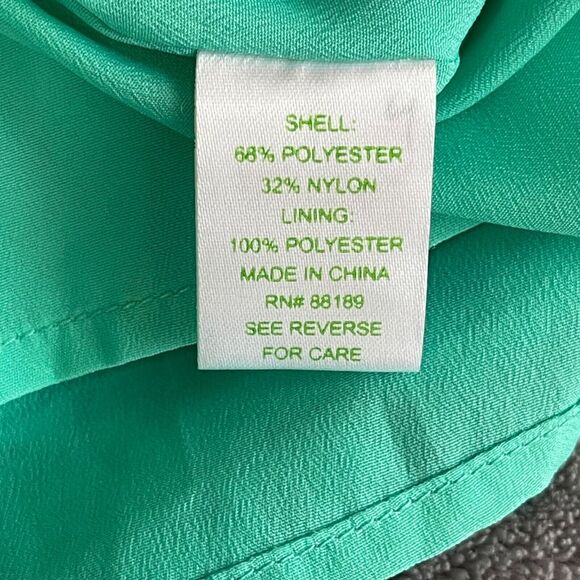 SHELL:
68% POLYESTER
32% NYLON
LINING:
100% POLYESTER
MADE IN CHINA
RN# 88189
SEE REVERSE
FOR CARE